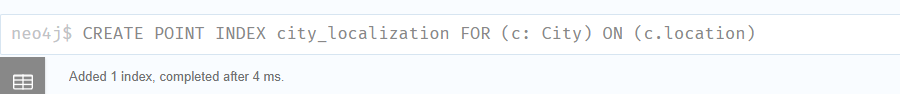 neo4j$ CREATE POINT INDEX city_localization FOR (c: City) ON (c.location)
Added 1 index, completed after 4 ms.